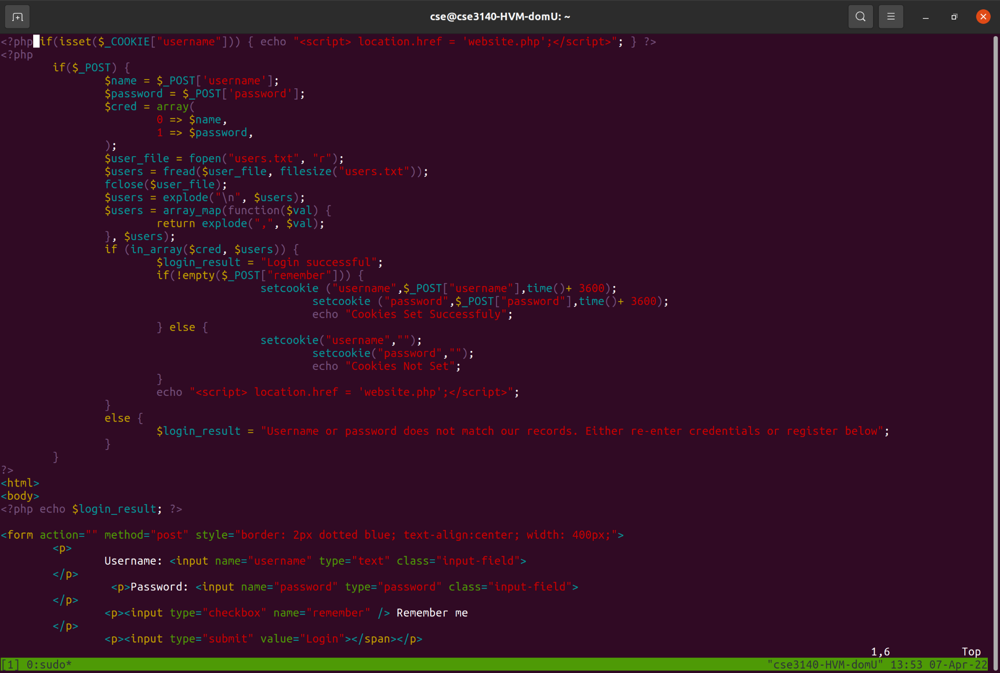 cse@cse3140-HVM-domU: ~
<?php if(isset($_COOKIE["username"])) { echo "<script> location.href = 'website.php';</script>"; } ?>
<?php
        if($_POST) {
                $name = $_POST['username'];
                $password = $_POST['password'];
                $cred = array(
                        0 => $name,
                        1 => $password,
                );
                $user_file = fopen("users.txt", "r");
                $users = fread($user_file, filesize("users.txt"));
                fclose($user_file);
                $users = explode("\n", $users);
                $users = array_map(function($val) {
                        return explode(",", $val);
                }, $users);
                if (in_array($cred, $users)) {
                        $login_result = "Login successful";
                        if(!empty($_POST["remember"])) {
                                        setcookie ("username",$_POST["username"],time()+ 3600);
                                                setcookie ("password",$_POST["password"],time()+ 3600);
                                                echo "Cookies Set Successfuly";
                        } else {
                                        setcookie("username","");
                                                setcookie("password","");
                                                echo "Cookies Not Set";
                        }
                        echo "<script> location.href = 'website.php';</script>";
                }
                else {
                        $login_result = "Username or password does not match our records. Either re-enter credentials or register below";
                }
        }
?>
<html>
<body>
<?php echo $login_result; ?>

<form action="" method="post" style="border: 2px dotted blue; text-align:center; width: 400px;">
        <p>
                Username: <input name="username" type="text" class="input-field">
        </p>
                 <p>Password: <input name="password" type="password" class="input-field">
        </p>
                <p><input type="checkbox" name="remember" /> Remember me
        </p>
                <p><input type="submit" value="Login"></span></p>
1,6 Top
[1] 0:sudo* "cse3140-HVM-domU" 13:53 07-Apr-22